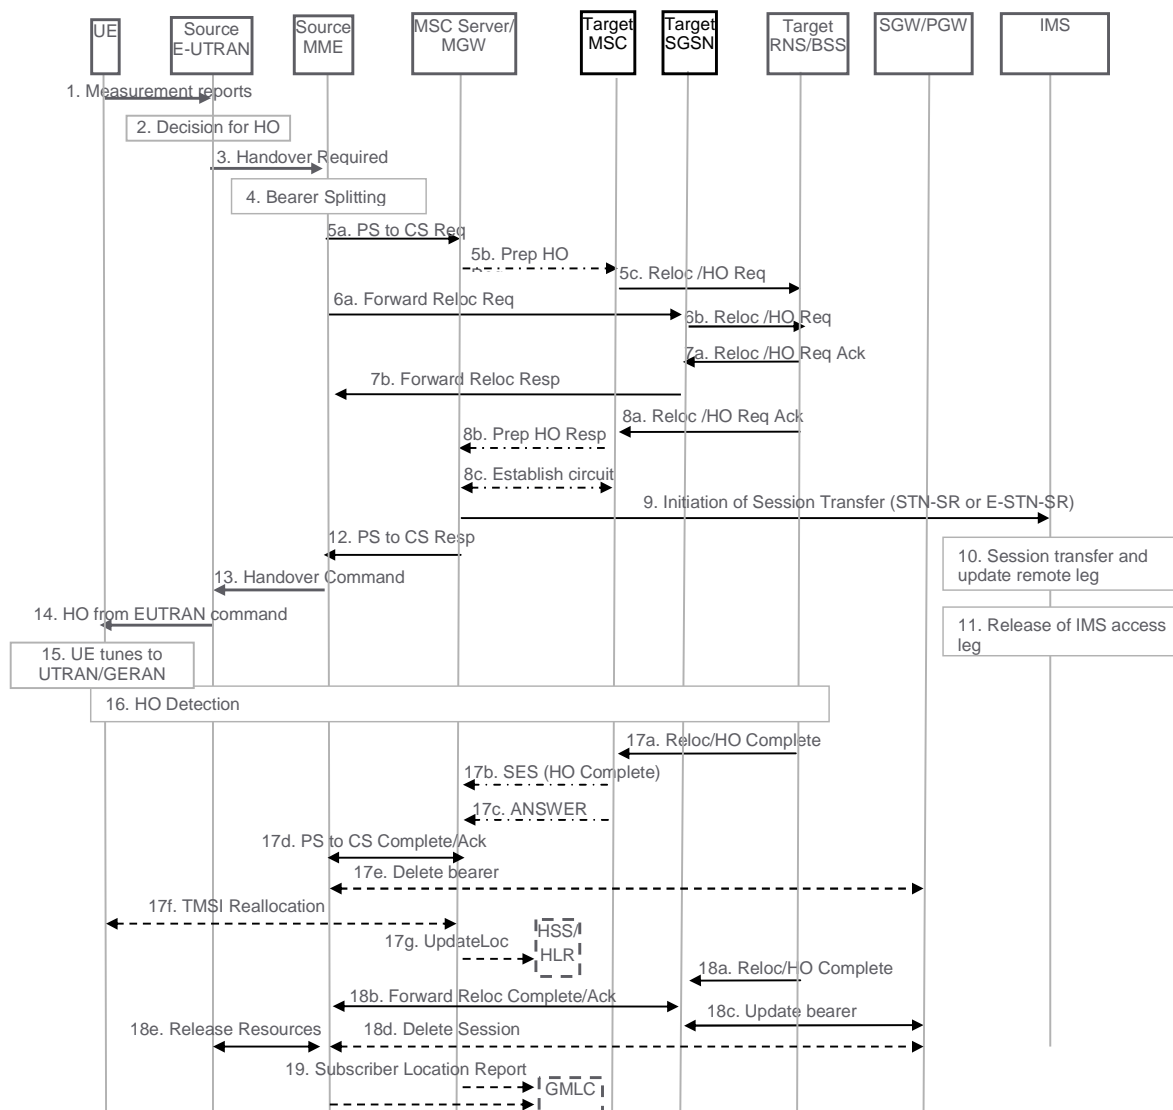 UE
Source
E-UTRAN
Source
MME
MSC Server/
MGW
Target
MSC
Target
SGSN
Target
RNS/BSS
SGW/PGW
IMS
1. Measurement reports
2. Decision for HO
3. Handover Required
4. Bearer Splitting
5a. PS to CS Req
5b. Prep HO
5c. Reloc /HO Req
6a. Forward Reloc Req
6b. Reloc /HO Req
7a. Reloc /HO Req Ack
7b. Forward Reloc Resp
8a. Reloc /HO Req Ack
8b. Prep HO Resp
8c. Establish circuit
9. Initiation of Session Transfer (STN-SR or E-STN-SR)
12. PS to CS Resp
10. Session transfer and
update remote leg
13. Handover Command
14. HO from EUTRAN command
11. Release of IMS access
leg
15. UE tunes to
UTRAN/GERAN
16. HO Detection
17a. Reloc/HO Complete
17b. SES (HO Complete)
17c. ANSWER
17d. PS to CS Complete/Ack
17e. Delete bearer
17f. TMSI Reallocation
17g. UpdateLoc
HSS/
HLR
18a. Reloc/HO Complete
18b. Forward Reloc Complete/Ack
18c. Update bearer
18e. Release Resources
18d. Delete Session
19. Subscriber Location Report
GMLC